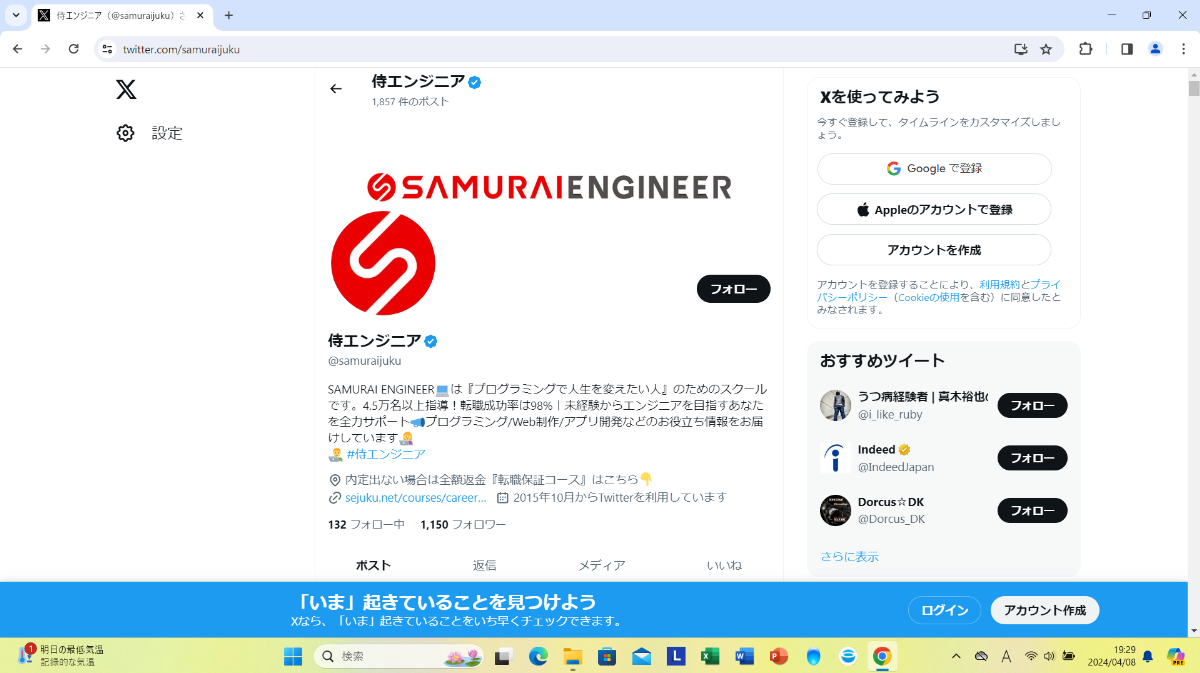 侍エンジニア（@samuraijuku）さ
twitter.com/samuraijuku
設定
侍エンジニア
1,857 件のポスト
SAMURAIENGINEER
フォロー
侍エンジニア
@samuraijuku
SAMURAI ENGINEER💻は『プログラミングで人生を変えたい人』のためのスクール
です。4.5万名以上指導！転職成功率は98%｜未経験からエンジニアを目指すあなた
を全力サポート📣プログラミング/Web制作/アプリ開発などのお役立ち情報をお届
けしています
#侍エンジニア
内定出ない場合は全額返金『転職保証コース』はこちら👇
sejuku.net/courses/career... 2015年10月からTwitterを利用しています
132 フォロー中 1,150 フォロワー
ポスト 返信 メディア いいね
Xを使ってみよう
今すぐ登録して、タイムラインをカスタマイズしまし
ょう。
Google で登録
Appleのアカウントで登録
アカウントを作成
アカウントを登録することにより、利用規約とプライ
バシーポリシー（Cookieの使用を含む）に同意したと
みなされます。
おすすめツイート
うつ病経験者 | 真木裕也
@i_like_ruby
フォロー
Indeed
@IndeedJapan
フォロー
Dorcus☆DK
@Dorcus_DK
フォロー
さらに表示
「いま」起きていることを見つけよう
Xなら、「いま」起きていることをいち早くチェックできます。
ログイン
アカウント作成
1
明日の最低気温
記録的な気温
検索
A
19:29
2024/04/08